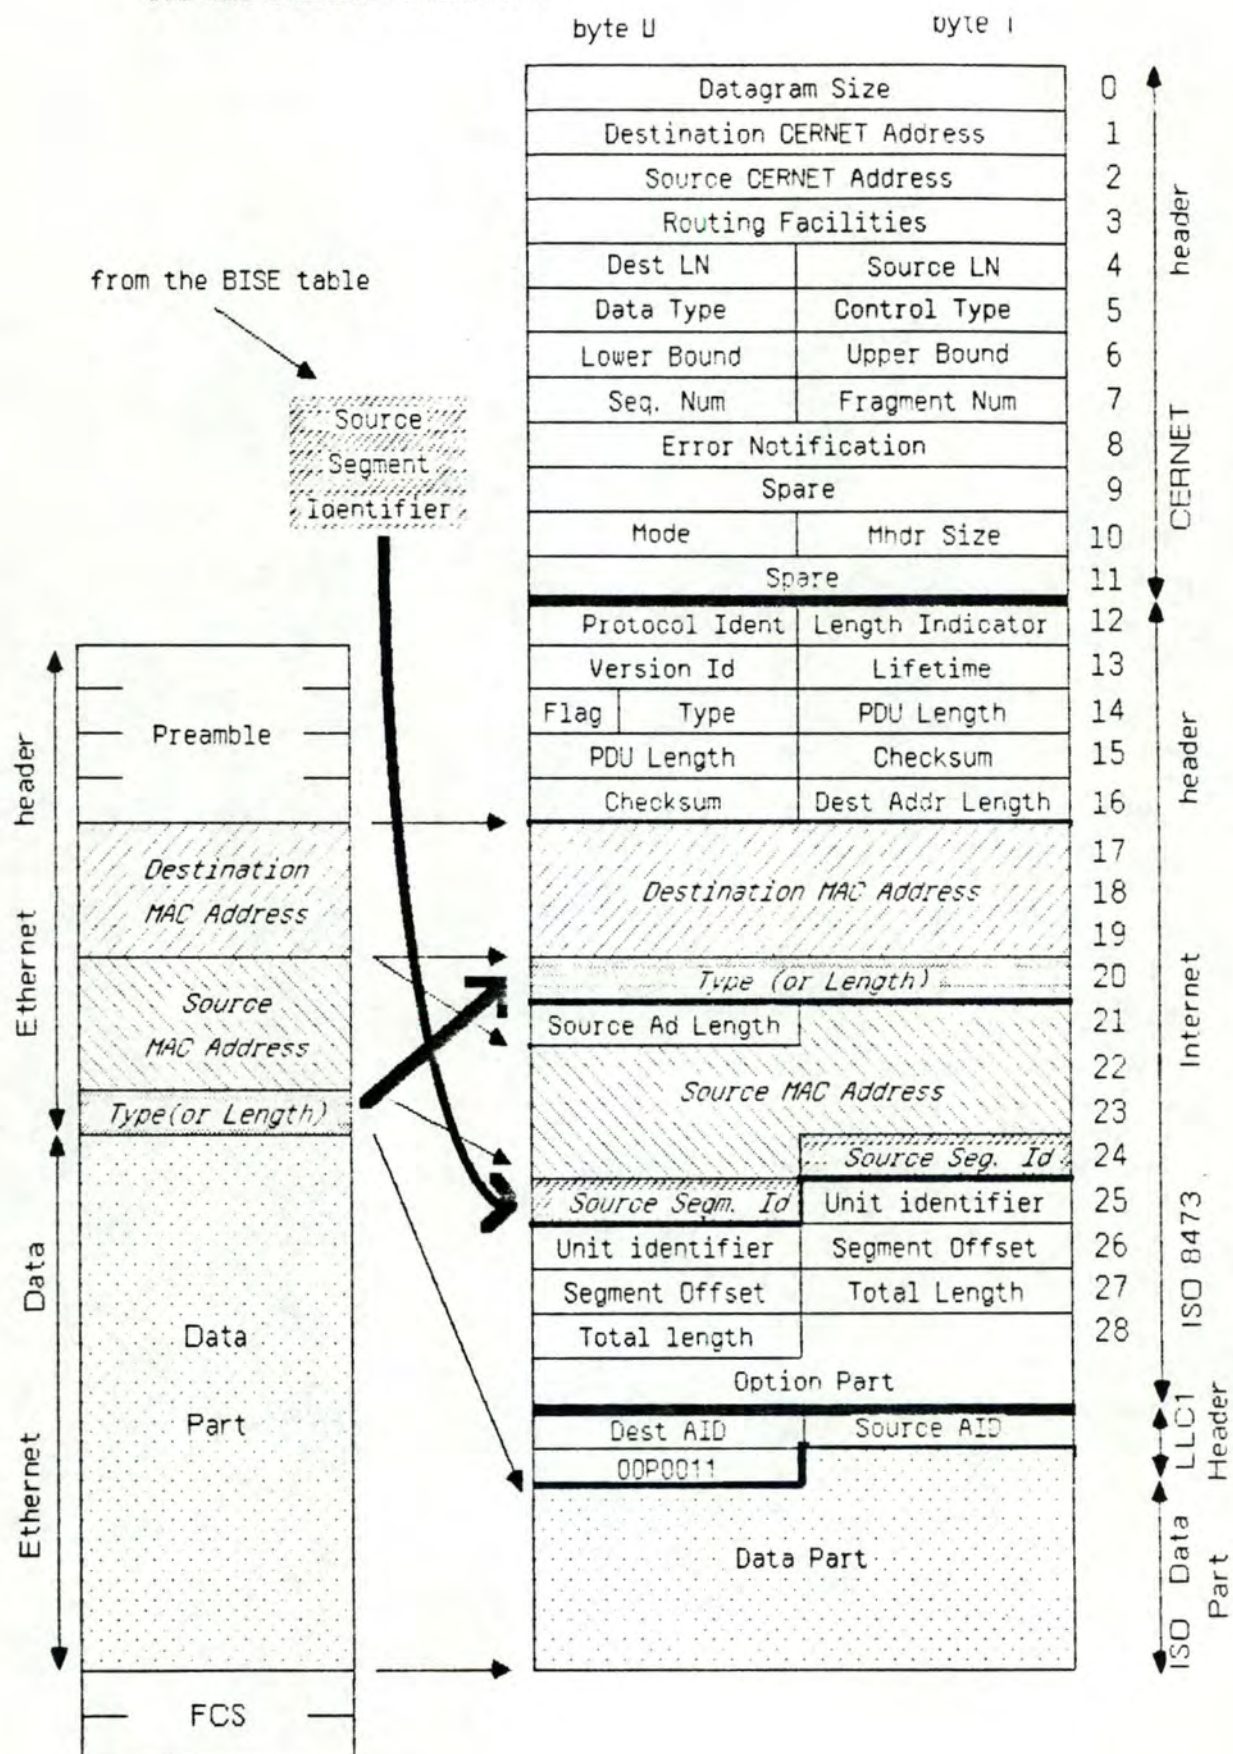 byte 0
byte 1
Datagram Size 0
Destination CERNET Address 1
Source CERNET Address 2
Routing Facilities 3
Dest LN Source LN 4
Data Type Control Type 5
Lower Bound Upper Bound 6
Seq. Num Fragment Num 7
Error Notification 8
Spare 9
Mode Mhdr Size 10
Spare 11
CERNET header
from the BISE table
Source
Segment
Identifier
Protocol Ident Length Indicator 12
Version Id Lifetime 13
Flag Type PDU Length 14
PDU Length Checksum 15
Checksum Dest Addr Length 16
17
Destination MAC Address 18
19
Type (or Length) 20
Source Ad Length 21
22
Source MAC Address
23
Source Seg. Id 24
Source Segm. Id Unit identifier 25
Unit identifier Segment Offset 26
Segment Offset Total Length 27
Total length 28
Option Part
ISO 8473 Internet header
Dest AID Source AID
00P0011
LLC1
Header
Data Part
ISO Data
Part
Ethernet header
Preamble
Destination
MAC Address
Source
MAC Address
Type(or Length)
Ethernet Data
Data
Part
FCS